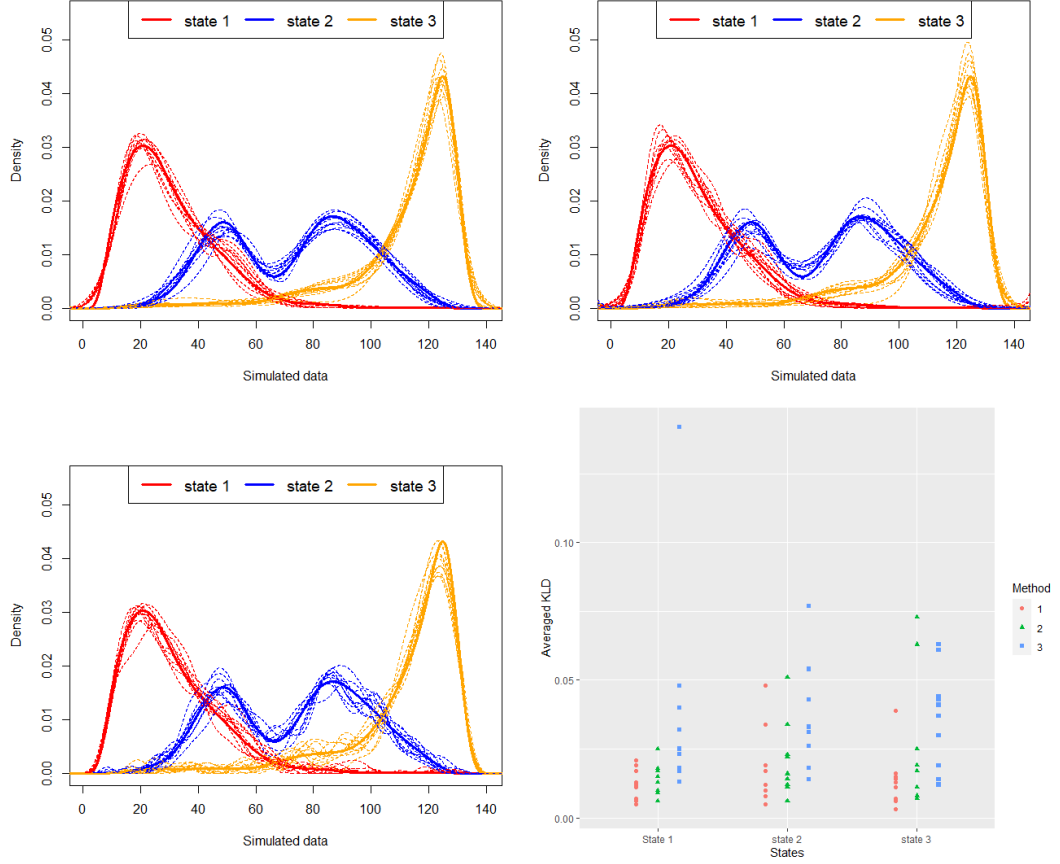 state 1 state 2 state 3
0.05
0.04
0.03
0.02
0.01
0.00
Density
0 20 40 60 80 100 120 140
Simulated data
state 1 state 2 state 3
0.05
0.04
0.03
0.02
0.01
0.00
Density
0 20 40 60 80 100 120 140
Simulated data
state 1 state 2 state 3
0.05
0.04
0.03
0.02
0.01
0.00
Density
0 20 40 60 80 100 120 140
Simulated data
0.10
0.05
0.00
Averaged KLD
State 1 state 2 state 3
States
Method
1
2
3